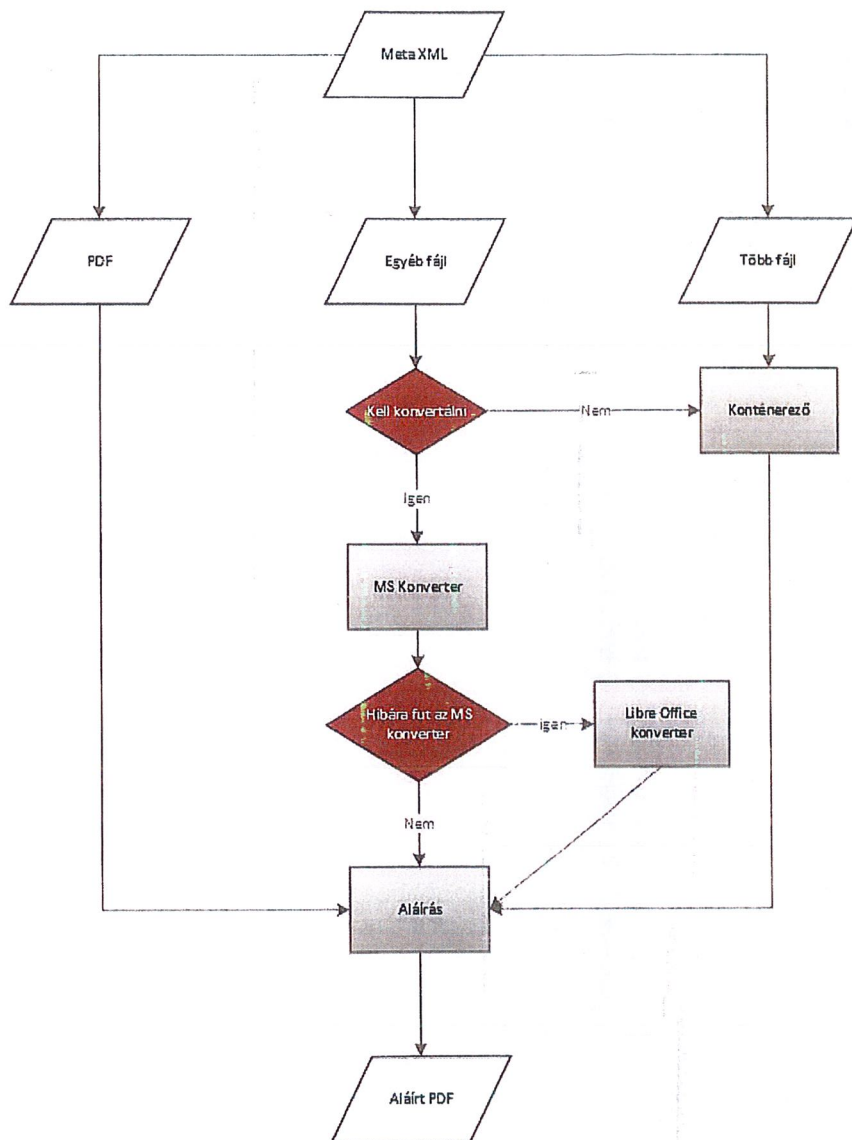 Meta XML
PDF
Egyéb fájl
Több fájl
Kell konvertálni
Nem
Konténerező
Igen
MS Konverter
Hibára fut az MS
konverter
igen
Libre Office
konverter
Nem
Aláírás
Aláírt PDF